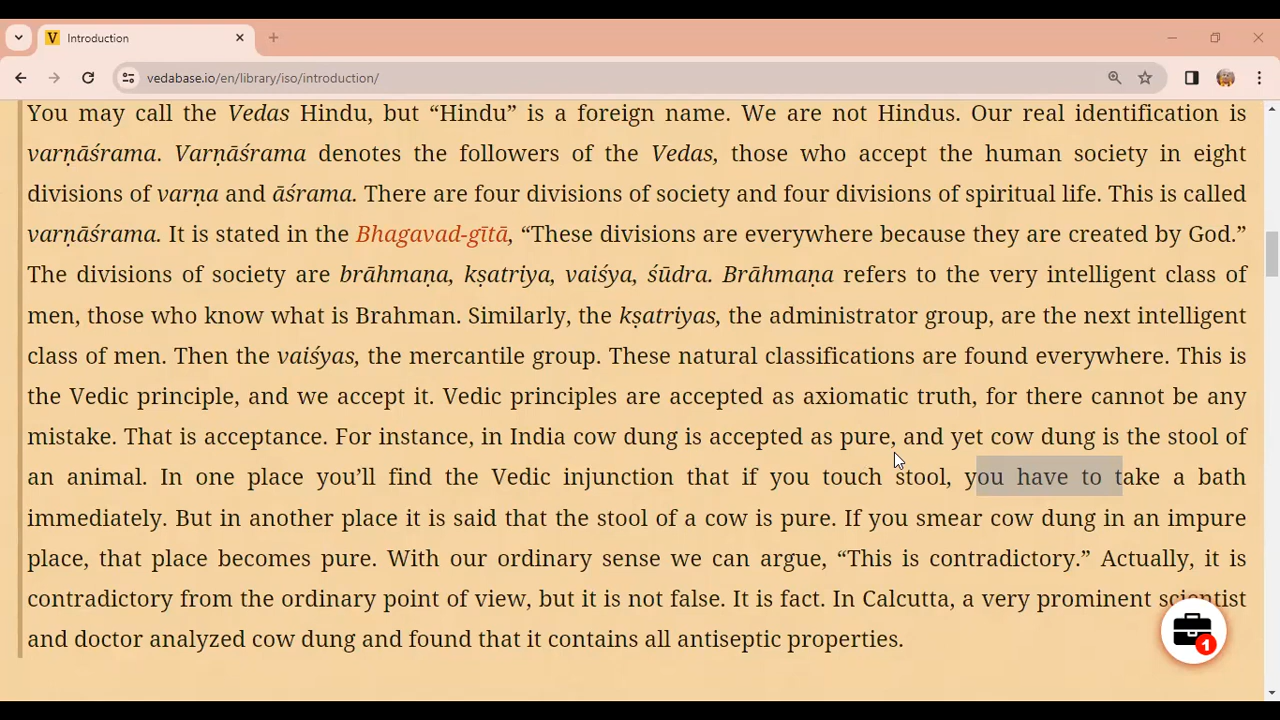 Introduction
vedabase.io/en/library/iso/introduction/
You may call the Vedas Hindu, but “Hindu” is a foreign name. We are not Hindus. Our real identification is
varṇāśrama. Varṇāśrama denotes the followers of the Vedas, those who accept the human society in eight
divisions of varṇa and āśrama. There are four divisions of society and four divisions of spiritual life. This is called
varṇāśrama. It is stated in the Bhagavad-gītā, “These divisions are everywhere because they are created by God.”
The divisions of society are brāhmaṇa, kṣatriya, vaiśya, śūdra. Brāhmaṇa refers to the very intelligent class of
men, those who know what is Brahman. Similarly, the kṣatriyas, the administrator group, are the next intelligent
class of men. Then the vaiśyas, the mercantile group. These natural classifications are found everywhere. This is
the Vedic principle, and we accept it. Vedic principles are accepted as axiomatic truth, for there cannot be any
mistake. That is acceptance. For instance, in India cow dung is accepted as pure, and yet cow dung is the stool of
an animal. In one place you’ll find the Vedic injunction that if you touch stool, you have to take a bath
immediately. But in another place it is said that the stool of a cow is pure. If you smear cow dung in an impure
place, that place becomes pure. With our ordinary sense we can argue, “This is contradictory.” Actually, it is
contradictory from the ordinary point of view, but it is not false. It is fact. In Calcutta, a very prominent scientist
and doctor analyzed cow dung and found that it contains all antiseptic properties.
1